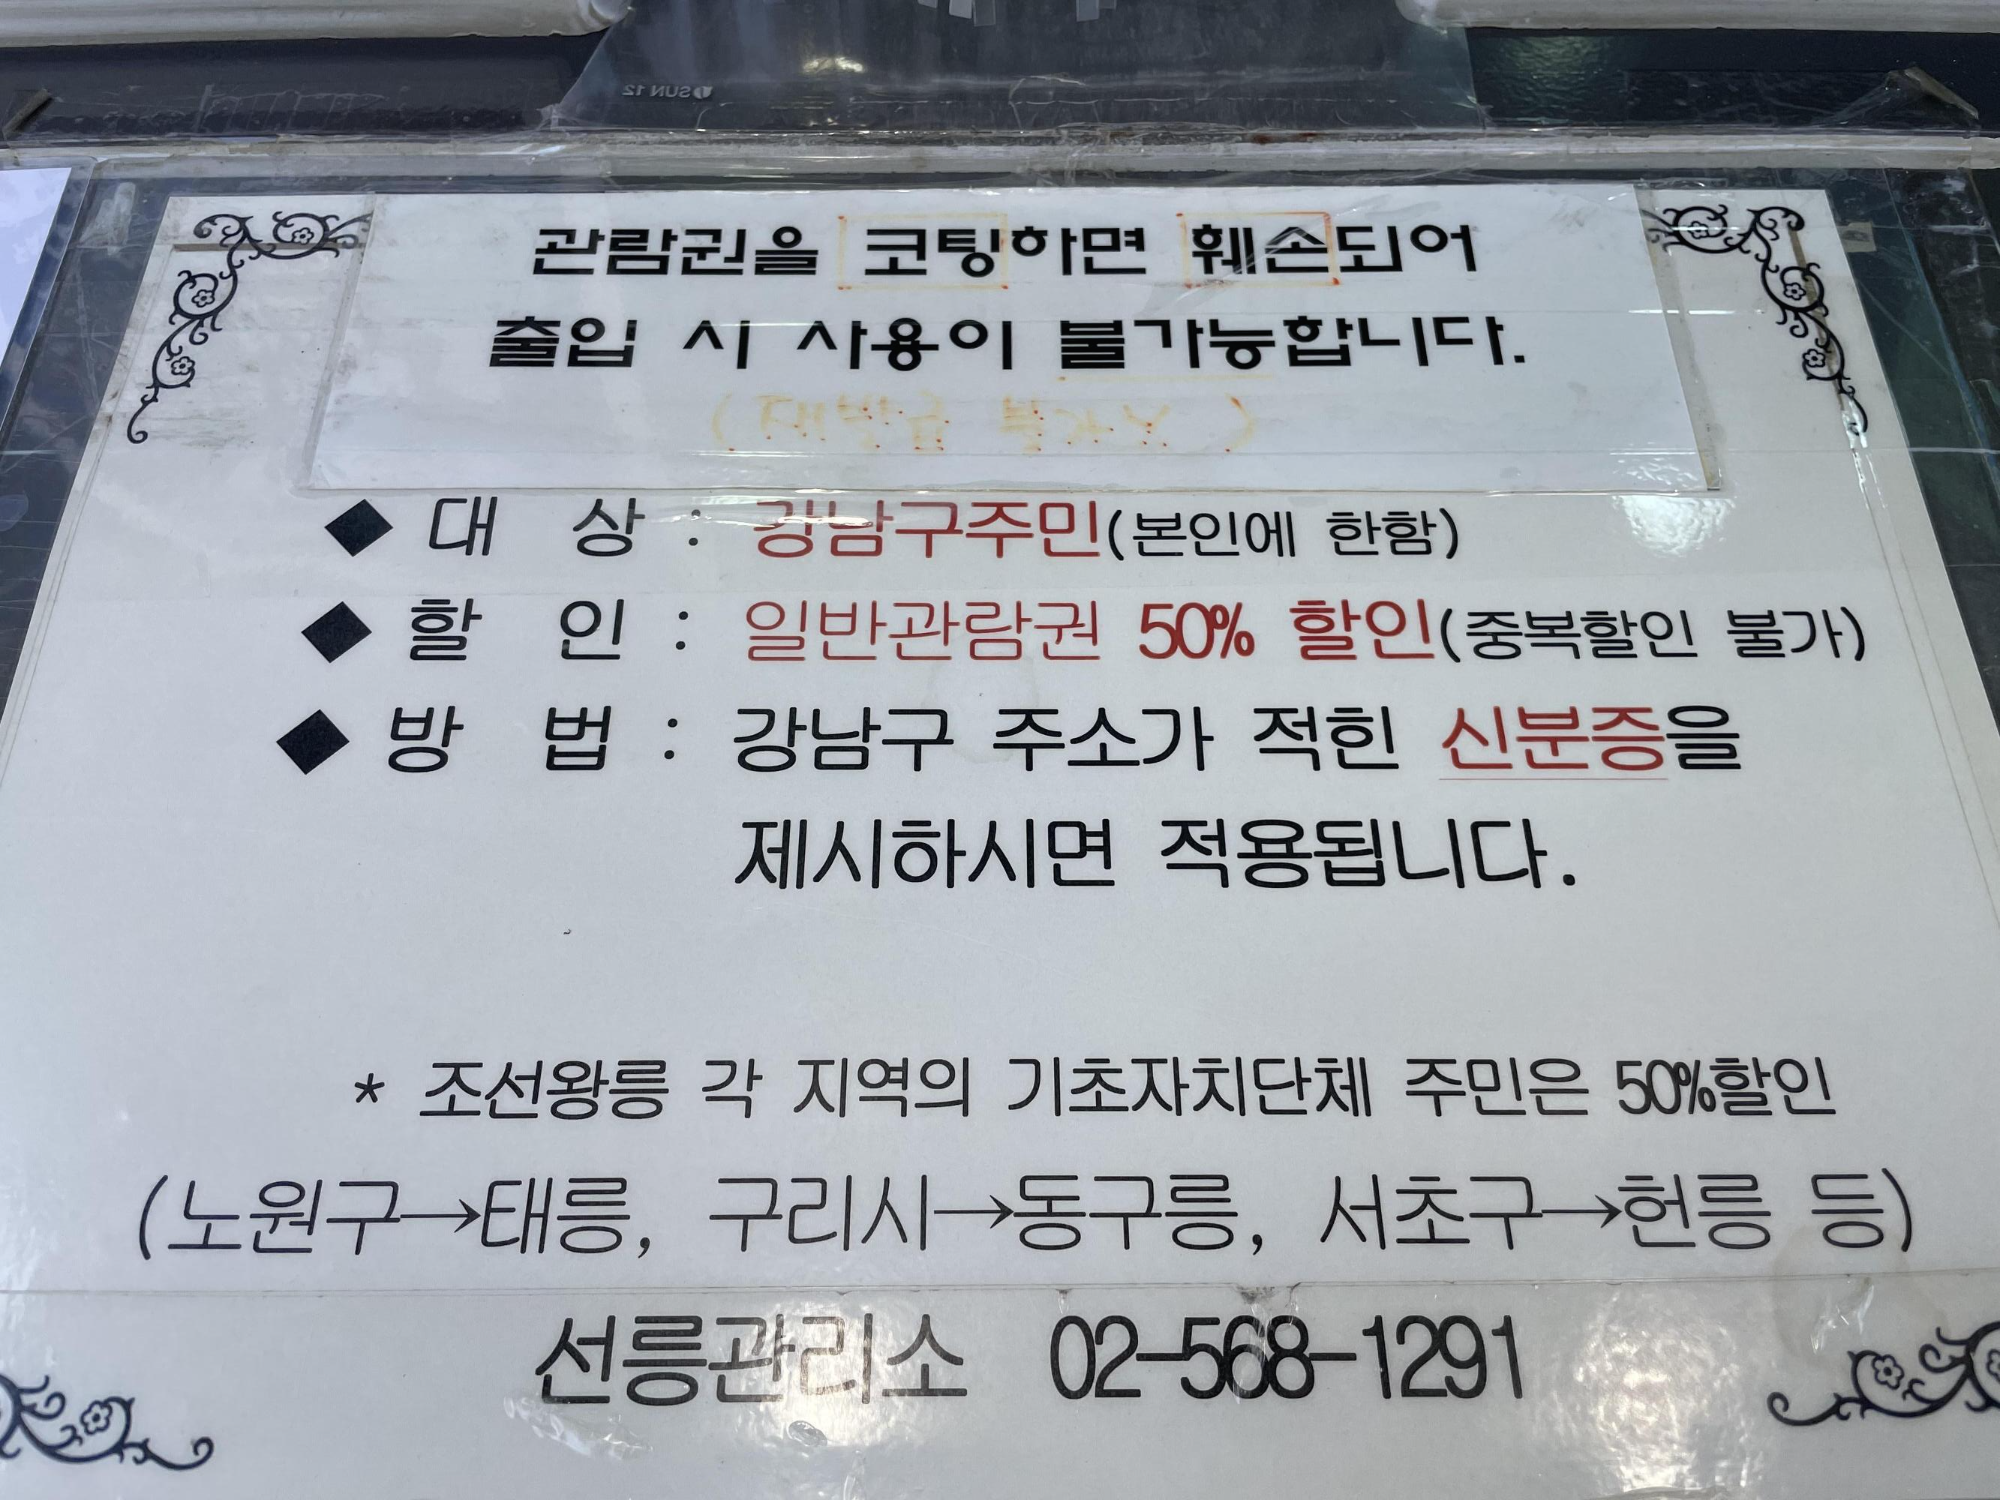 관람권을 코팅하면 훼손되어
출입 시 사용이 불가능합니다.
◆ 대 상 : 강남구주민(본인에 한함)
◆ 할 인 : 일반관람권 50% 할인(중복할인 불가)
◆ 방 법 : 강남구 주소가 적힌 신분증을
제시하시면 적용됩니다.
* 조선왕릉 각 지역의 기초자치단체 주민은 50%할인
(노원구→태릉, 구리시→동구릉, 서초구→헌릉 등)
선릉관리소 02-568-1291